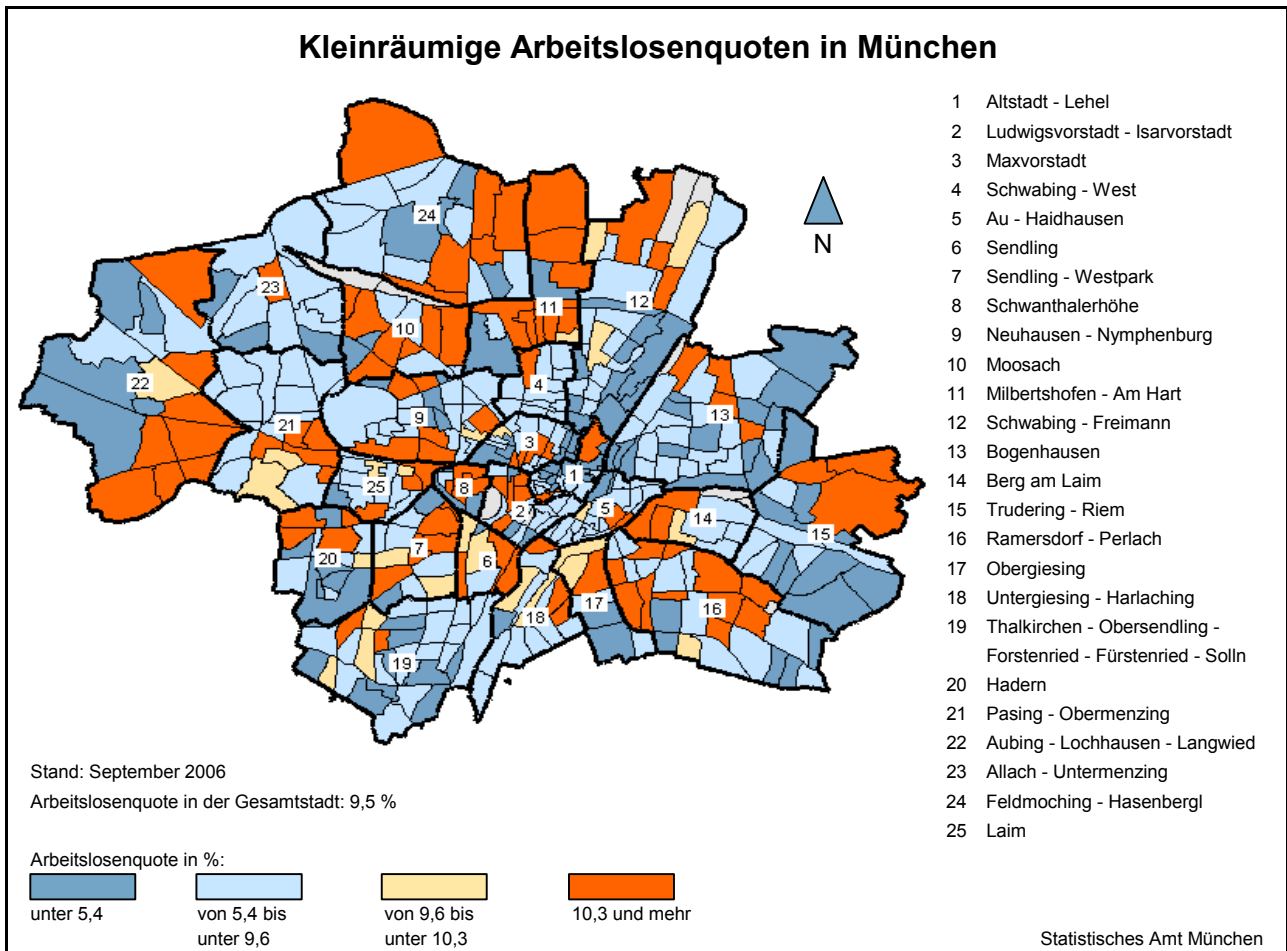 Kleinräumige Arbeitslosenquoten in München
1 Altstadt - Lehel
2 Ludwigsvorstadt - Isarvorstadt
3 Maxvorstadt
4 Schwabing - West
5 Au - Haidhausen
6 Sendling
7 Sendling - Westpark
8 Schwanthalerhöhe
9 Neuhausen - Nymphenburg
10 Moosach
11 Milbertshofen - Am Hart
12 Schwabing - Freimann
13 Bogenhausen
14 Berg am Laim
15 Trudering - Riem
16 Ramersdorf - Perlach
17 Obergiesing
18 Untergiesing - Harlaching
19 Thalkirchen - Obersendling -
Forstenried - Fürstenried - Solln
20 Hadern
21 Pasing - Obermenzing
22 Aubing - Lochhausen - Langwied
23 Allach - Untermenzing
24 Feldmoching - Hasenbergl
25 Laim
N
24
23
12
11
10
22
4
9
13
21
3
1
25
8
2
5
14
15
7
20
6
17
16
18
19
Stand: September 2006
Arbeitslosenquote in der Gesamtstadt: 9,5 %
Arbeitslosenquote in %:
unter 5,4
von 5,4 bis
unter 9,6
von 9,6 bis
unter 10,3
10,3 und mehr
Statistisches Amt München